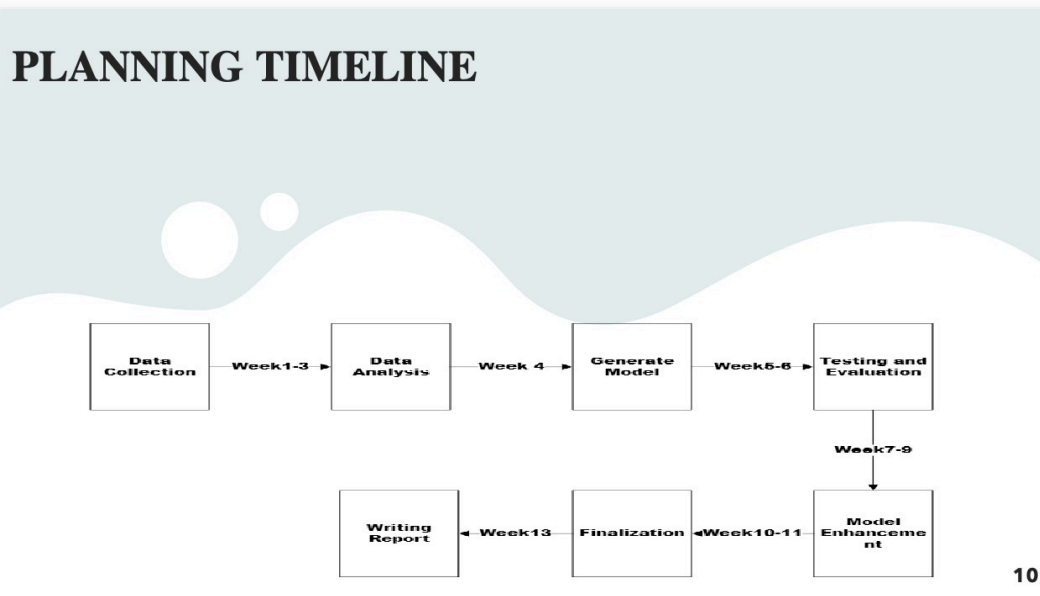 PLANNING TIMELINE
Data
Collection
Week1-3
Data
Analysis
Week 4
Generate
Model
Week5-6
Testing and
Evaluation
Week7-9
Model
Enhanceme
nt
Week10-11
Finalization
Week13
Writing
Report
10